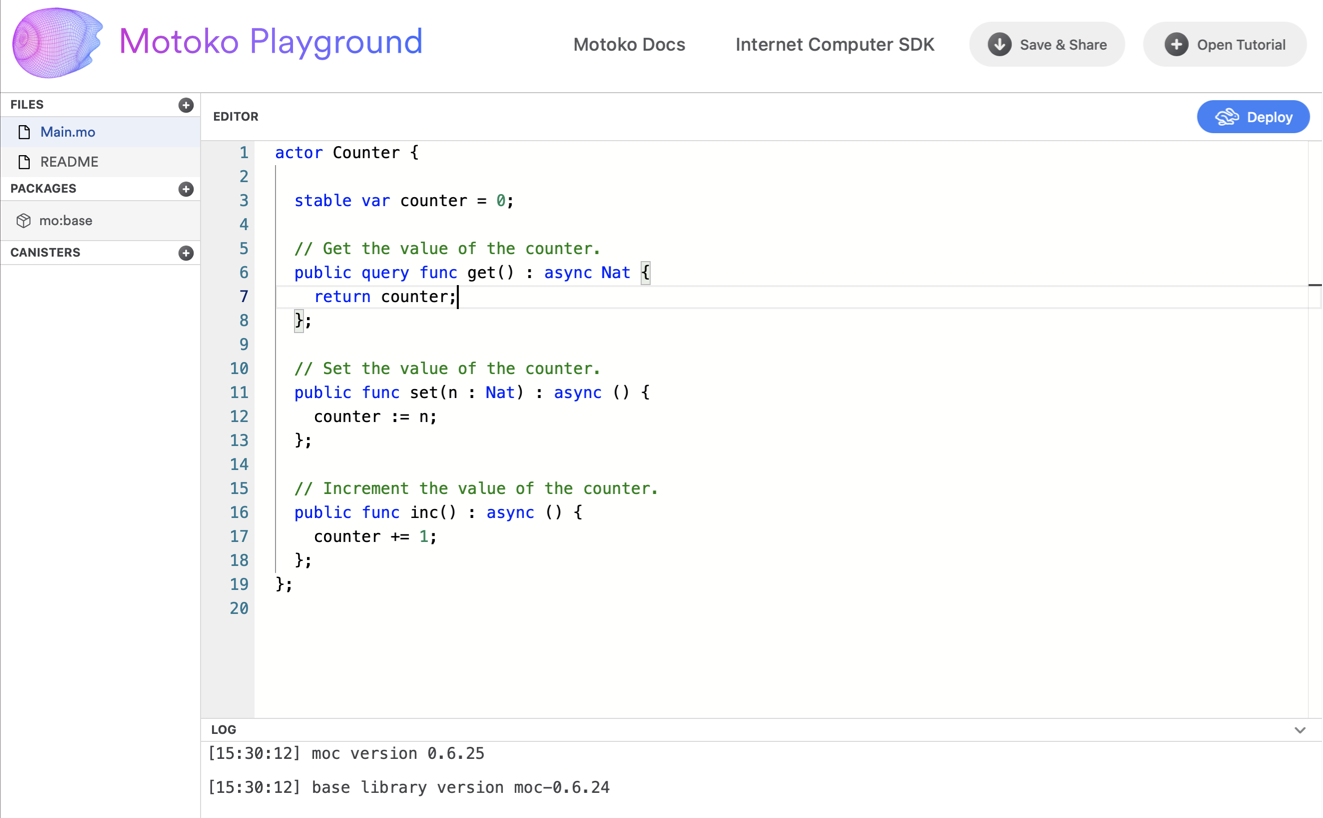 Motoko Playground
Motoko Docs
Internet Computer SDK
Save & Share
Open Tutorial
FILES
Main.mo
README
PACKAGES
mo:base
CANISTERS
EDITOR
Deploy
1 actor Counter {
2
3   stable var counter = 0;
4
5   // Get the value of the counter.
6   public query func get() : async Nat {
7     return counter;
8   };
9
10   // Set the value of the counter.
11   public func set(n : Nat) : async () {
12     counter := n;
13   };
14
15   // Increment the value of the counter.
16   public func inc() : async () {
17     counter += 1;
18   };
19 };
20
LOG
[15:30:12] moc version 0.6.25
[15:30:12] base library version moc-0.6.24